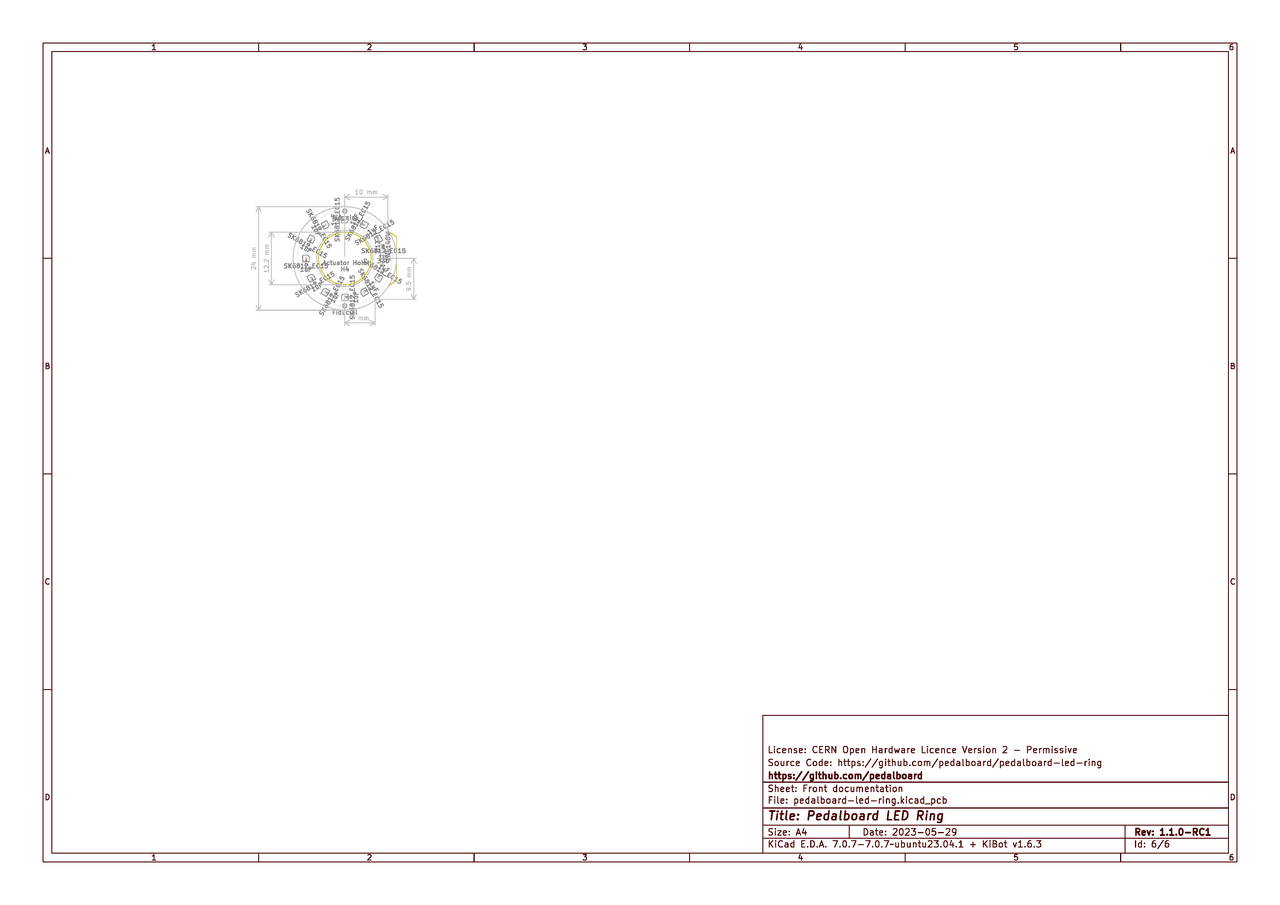 1 2 3 4 5 6
A A
10 mm
SK6812_EC15
24 mm
12.2 mm
Actuator Hotor
H4
9.5 mm
SK6812_EC15
Fiducial
mm
B B
C C
License: CERN Open Hardware Licence Version 2 - Permissive
Source Code: https://github.com/pedalboard/pedalboard-led-ring
https://github.com/pedalboard
Sheet: Front documentation
D D
File: pedalboard-led-ring.kicad_pcb
Title: Pedalboard LED Ring
Size: A4 Date: 2023-05-29 Rev: 1.1.0-RC1
KiCad E.D.A. 7.0.7-7.0.7~ubuntu23.04.1 + KiBot v1.6.3 Id: 6/6
1 2 3 4 5 6